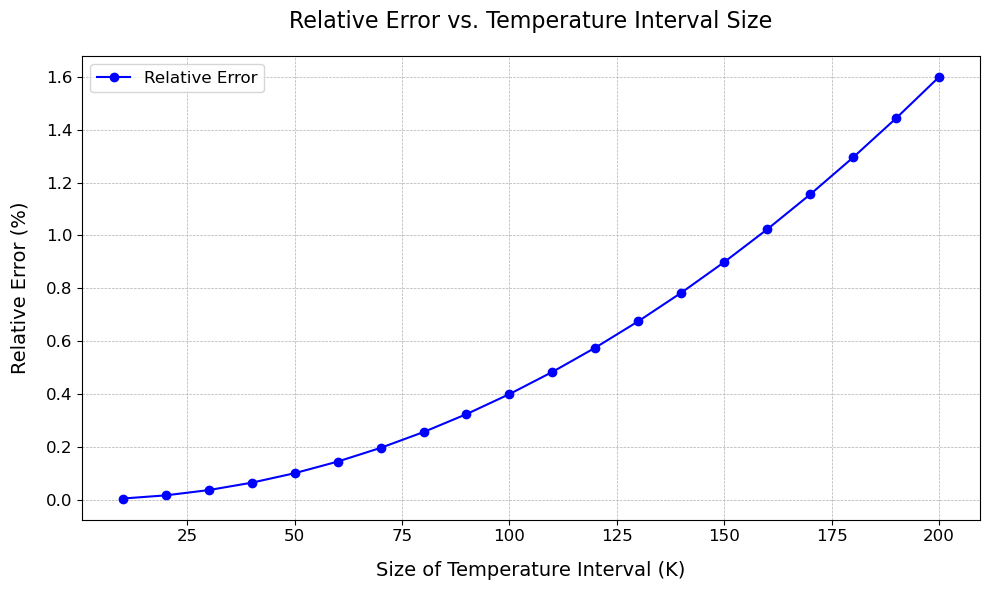 Relative Error vs. Temperature Interval Size
Relative Error
Relative Error (%)
1.6
1.4
1.2
1.0
0.8
0.6
0.4
0.2
0.0
25 50 75 100 125 150 175 200
Size of Temperature Interval (K)